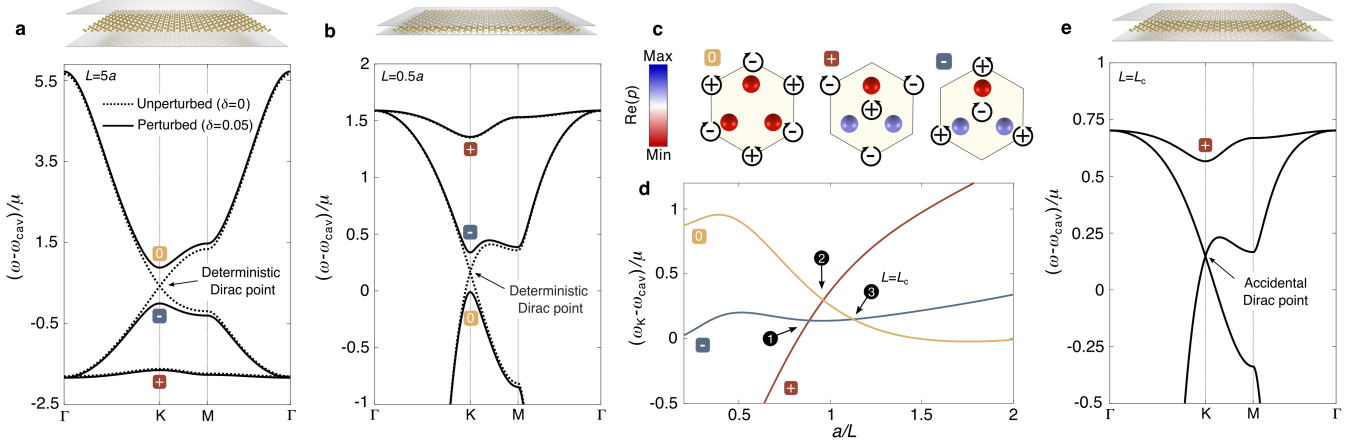 a
L=5a
Unperturbed (δ=0)
Perturbed (δ=0.05)
5.5
3.5
1.5
-0.5
-2.5
(ω-ω_cav)/μ
0
-
+
Deterministic
Dirac point
Γ
K
M
Γ
b
L=0.5a
2
1.5
1
0.5
0
-0.5
-1
(ω-ω_cav)/μ
+
-
0
Deterministic
Dirac point
Γ
K
M
Γ
c
Max
Re(p)
Min
0
-
+
+
-
-
+
+
-
-
+
-
-
+
-
+
+
d
1
0.5
0
-0.5
(ω_K-ω_cav)/μ
0
-
+
1
2
3
L=L_c
0.5
1
1.5
2
a/L
e
L=L_c
1
0.75
0.5
0.25
0
-0.25
-0.5
(ω-ω_cav)/μ
+
Accidental
Dirac point
Γ
K
M
Γ